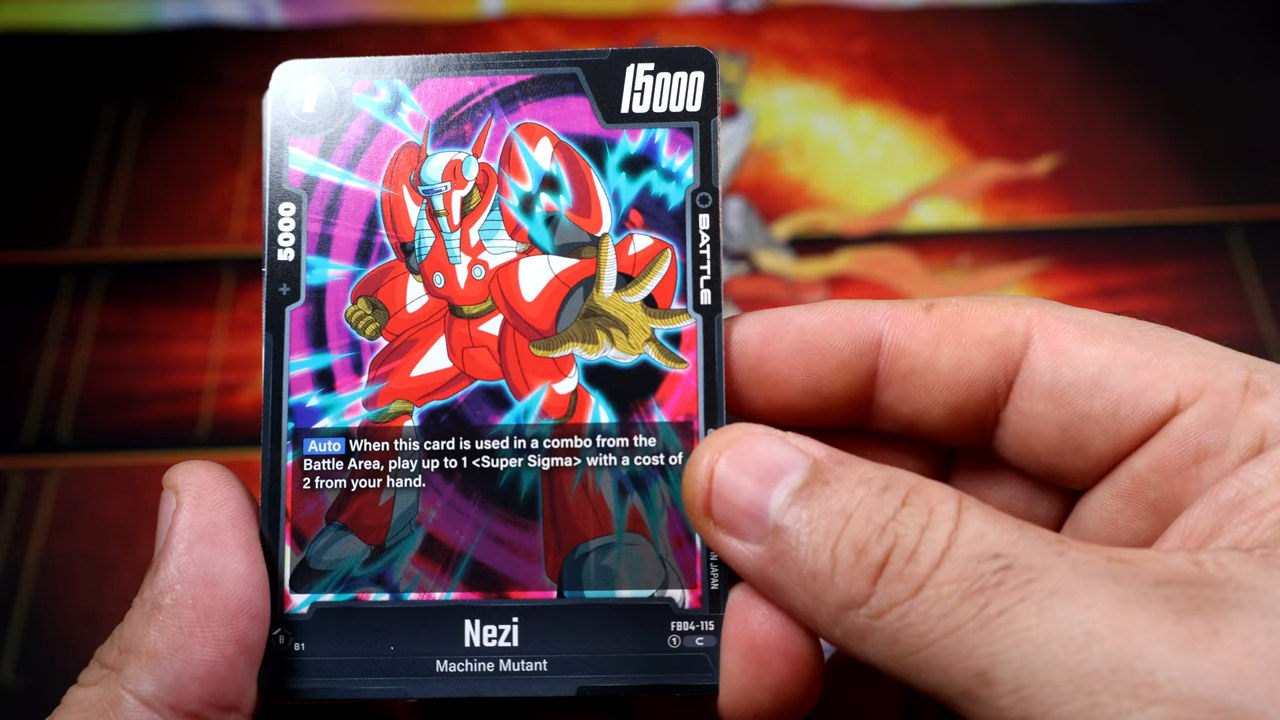 1
15000
+ 5000
BATTLE
Auto When this card is used in a combo from the
Battle Area, play up to 1 <Super Sigma> with a cost of
2 from your hand.
IN JAPAN
Nezi
FB04-115
B1
1 C
Machine Mutant